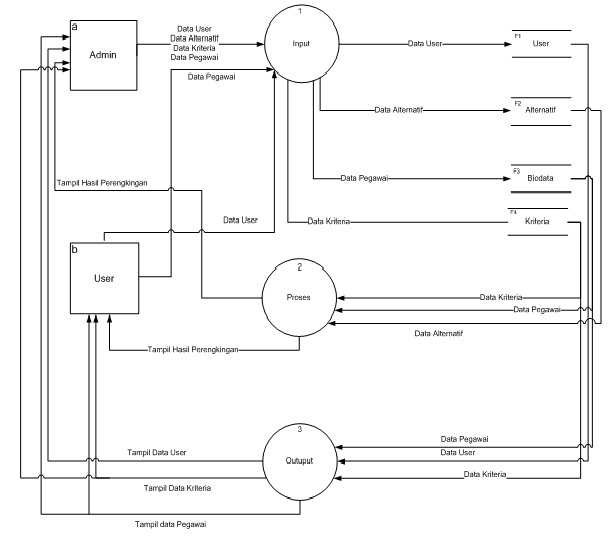 a
Admin
Data User
Data Alternatif
Data Kriteria
Data Pegawai
1
Input
Data User
F1
User
Data Pegawai
Data Alternatif
F2
Alternatif
Tampil Hasil Perengkingan
Data Pegawai
F3
Biodata
Data User
Data Kriteria
F4
Kriferia
b
User
2
Proses
Data Kriteria
Data Pegawai
Data Alternatif
Tampil Hasil Perengkingan
3
Qutuput
Data Pegawai
Data User
Data Kriteria
Tampil Data User
Tampil Data Kriteria
Tampil data Pegawai